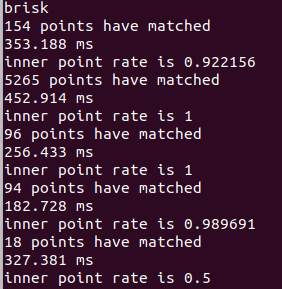 brisk
154 points have matched
353.188 ms
inner point rate is 0.922156
5265 points have matched
452.914 ms
inner point rate is 1
96 points have matched
256.433 ms
inner point rate is 1
94 points have matched
182.728 ms
inner point rate is 0.989691
18 points have matched
327.381 ms
inner point rate is 0.5